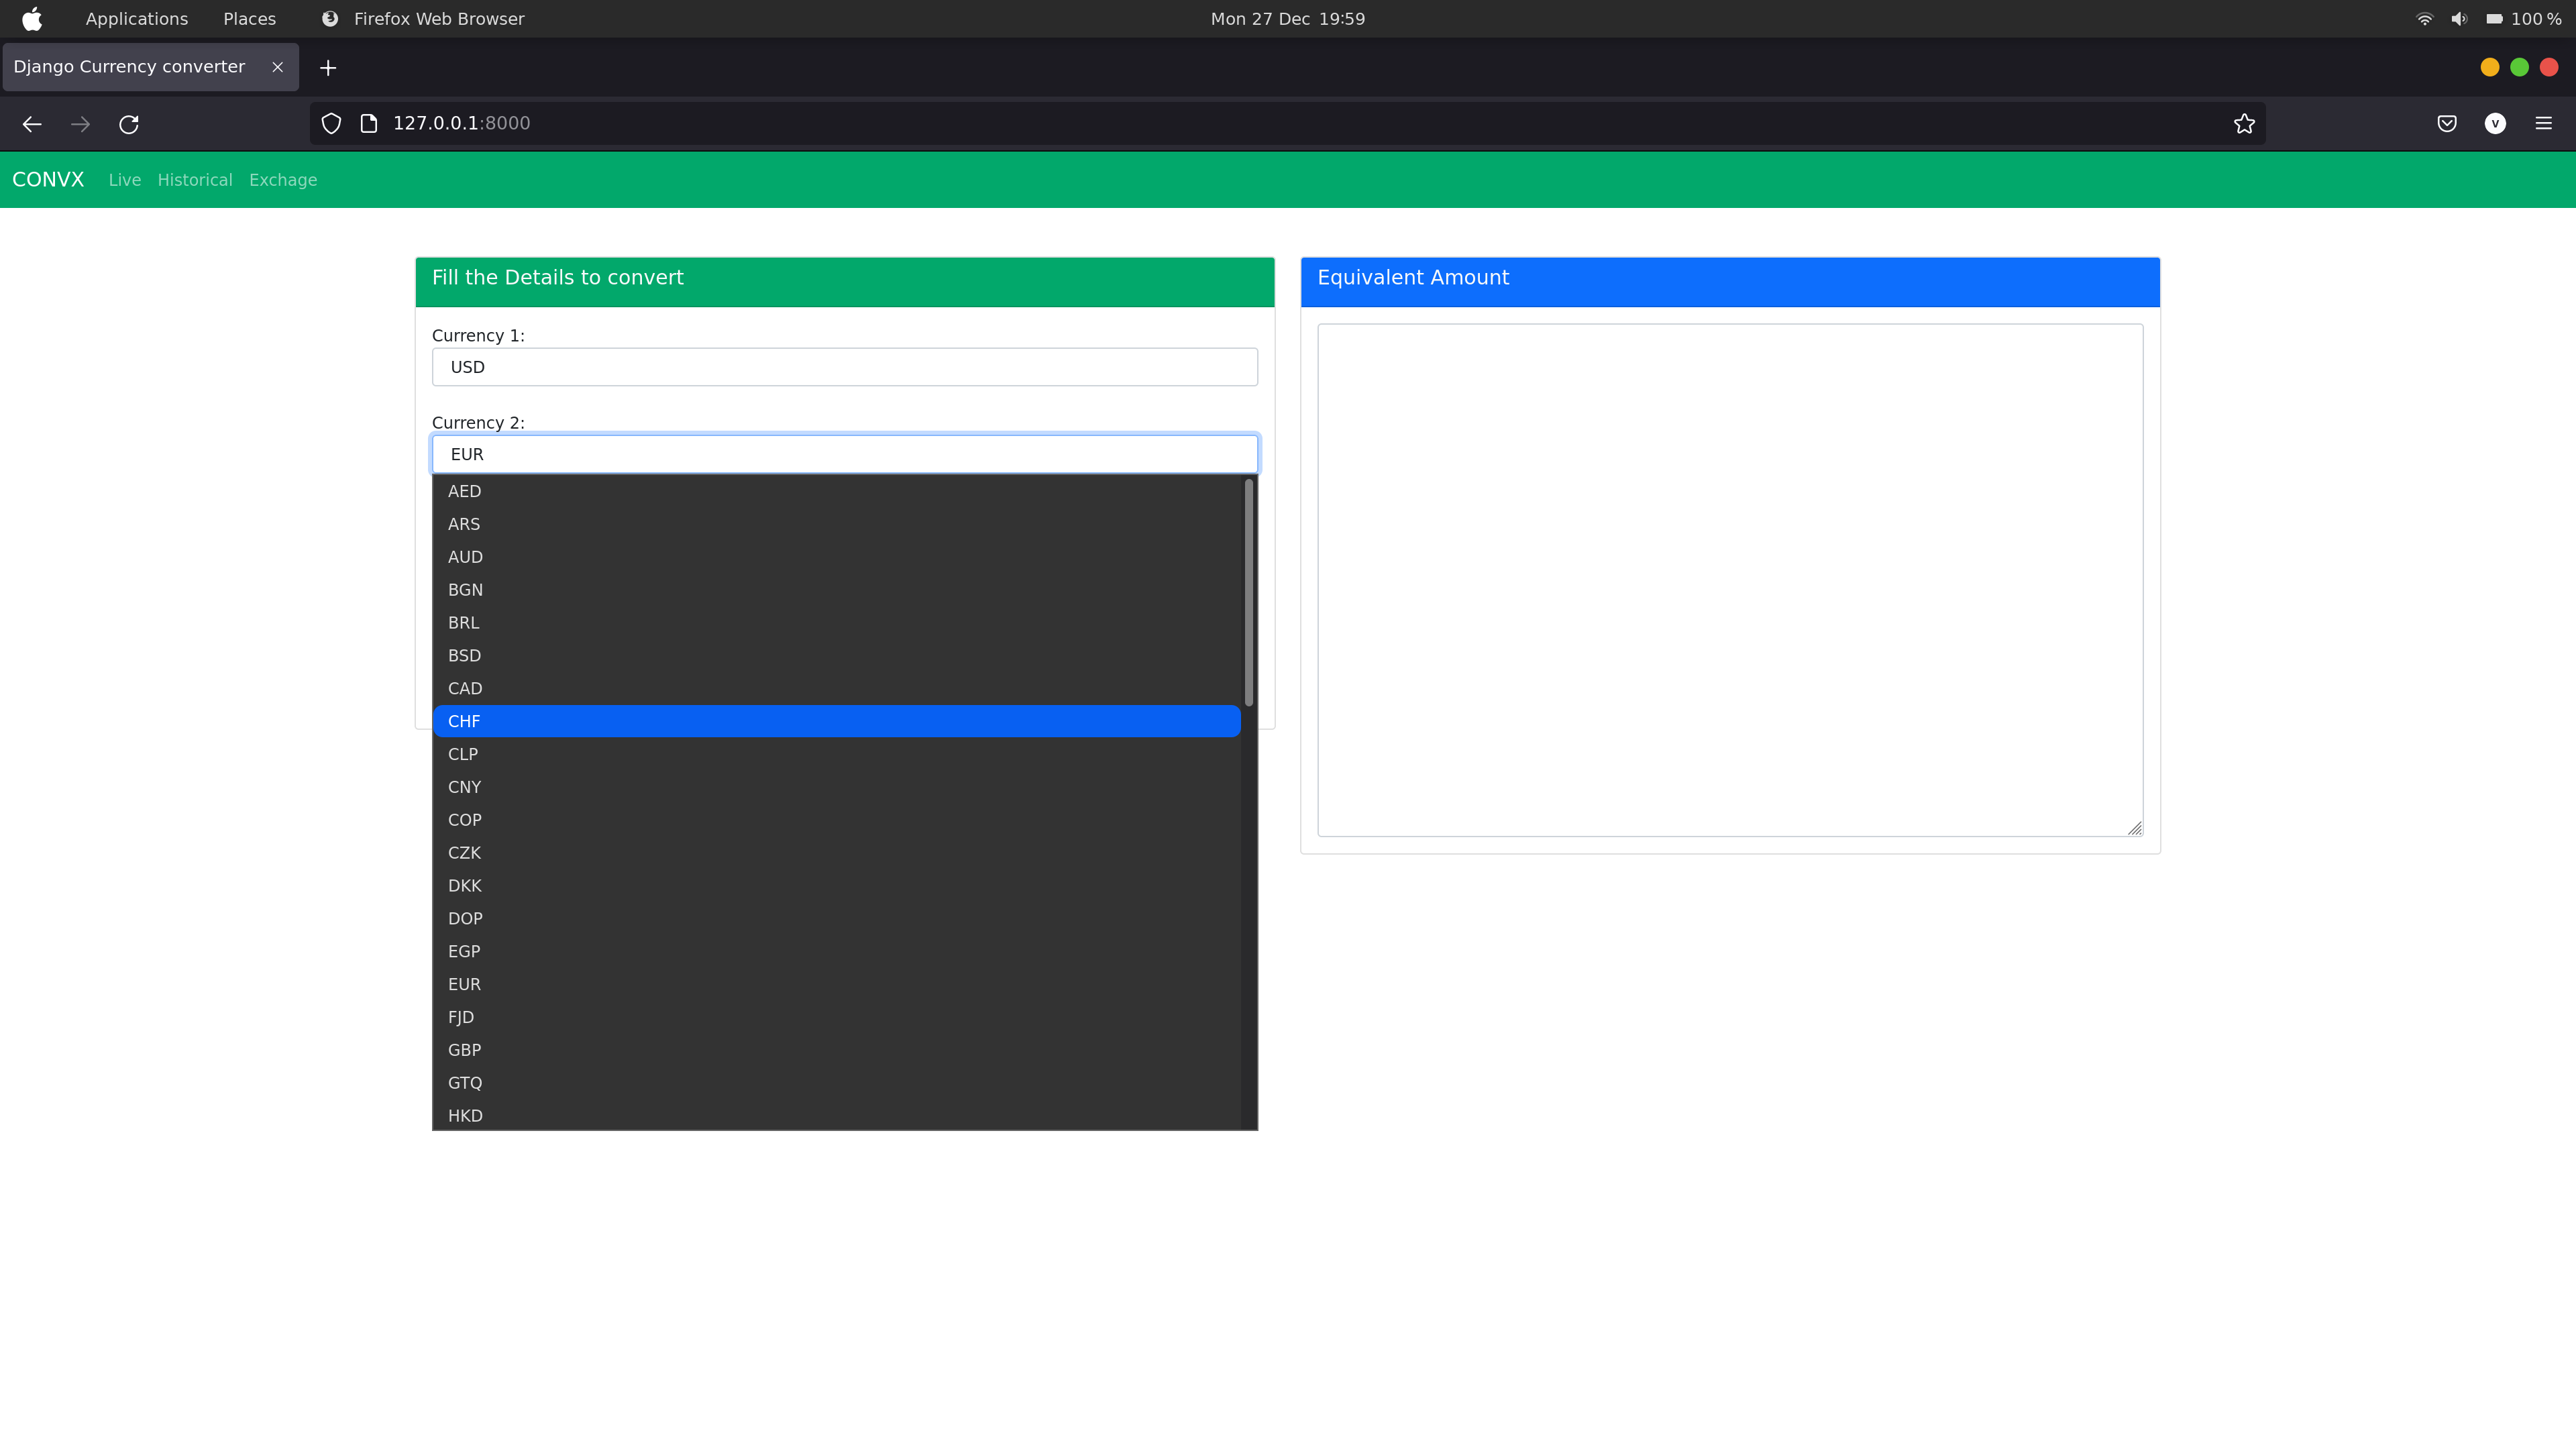 Applications Places Firefox Web Browser Mon 27 Dec 19:59 100 %
Django Currency converter
127.0.0.1:8000
V
CONVX Live Historical Exchage
Fill the Details to convert
Currency 1:
USD
Currency 2:
EUR
AED
ARS
AUD
BGN
BRL
BSD
CAD
CHF
CLP
CNY
COP
CZK
DKK
DOP
EGP
EUR
FJD
GBP
GTQ
HKD
Equivalent Amount